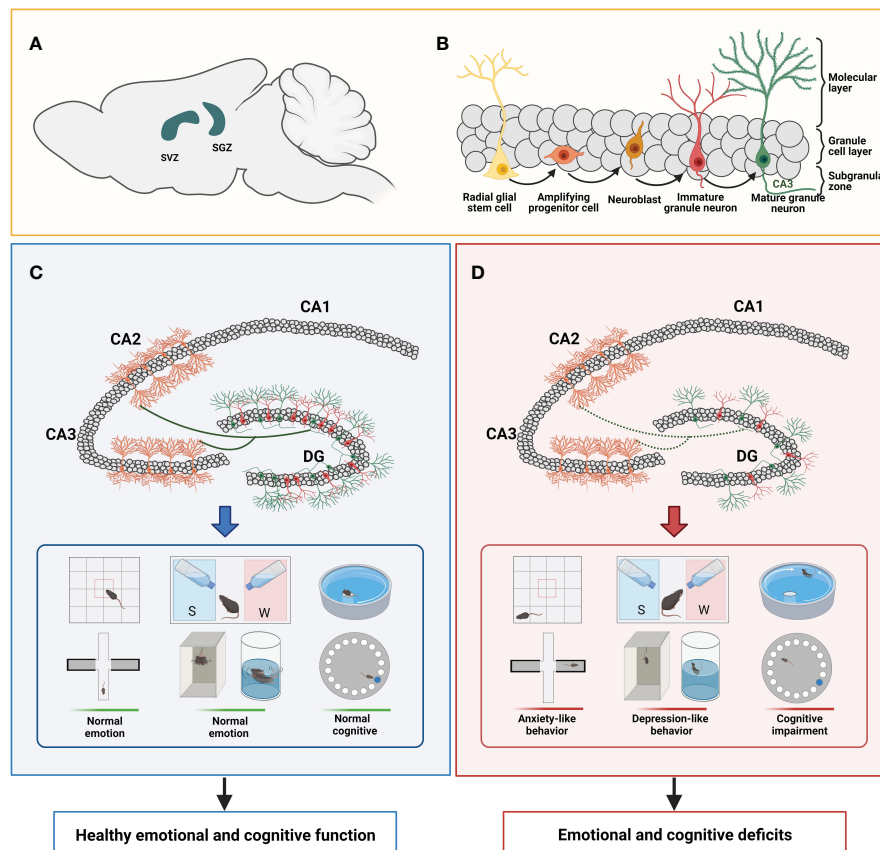 A
SVZ
SGZ
B
Molecular
layer
Granule
cell layer
Subgranular
zone
CA3
Radial glial
stem cell
Amplifying
progenitor cell
Neuroblast
Immature
granule neuron
Mature granule
neuron
C
CA1
CA2
CA3
DG
S
W
Normal
emotion
Normal
emotion
Normal
cognitive
Healthy emotional and cognitive function
D
CA1
CA2
CA3
DG
S
W
Anxiety-like
behavior
Depression-like
behavior
Cognitive
impairment
Emotional and cognitive deficits